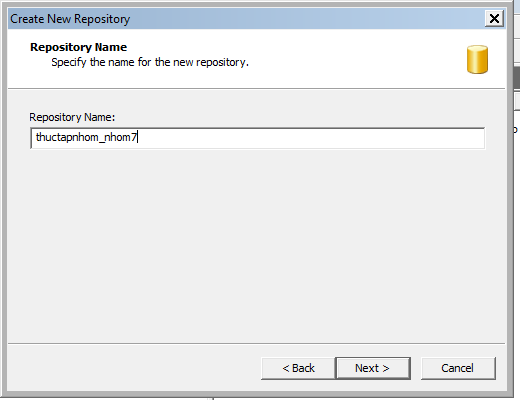 Create New Repository
Repository Name
Specify the name for the new repository.
Repository Name:
thuctapnhom_nhom7
< Back
Next >
Cancel